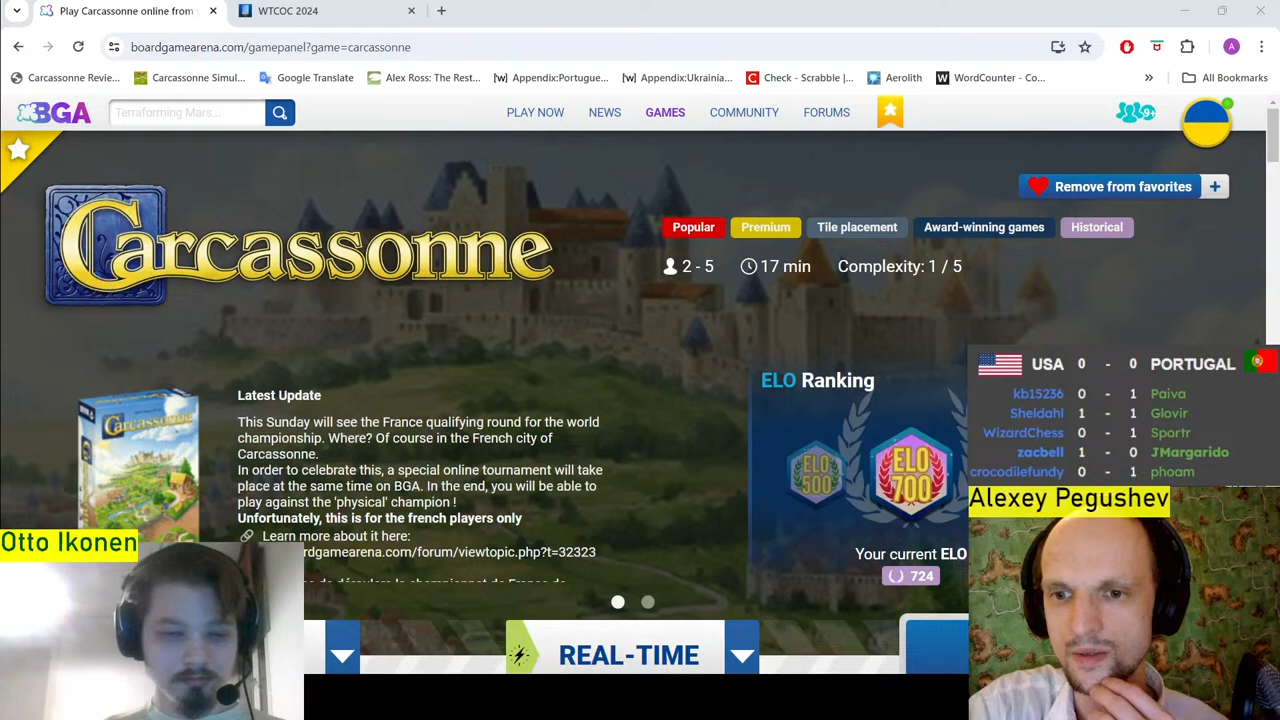 Play Carcassonne online from
WTCOC 2024
boardgamearena.com/gamepanel?game=carcassonne
A
Carcassonne Revie...
Carcassonne Simul...
Google Translate
Alex Ross: The Rest...
[w] Appendix:Portugue...
[w] Appendix:Ukrainia...
C Check - Scrabble |...
Aerolith
W WordCounter - Co...
»
All Bookmarks
BGA
Terraforming Mars...
PLAY NOW
NEWS
GAMES
COMMUNITY
FORUMS
9+
Remove from favorites +
Carcassonne
Popular
Premium
Tile placement
Award-winning games
Historical
2 - 5
17 min
Complexity: 1 / 5
USA 0 - 0 PORTUGAL
kb15236 0 - 1 Paiva
Sheldahl 1 - 1 Glovir
WizardChess 0 - 1 Sportr
zacbell 1 - 0 JMargarido
crocodilefundy 0 - 1 phoam
ELO Ranking
ELO 500
ELO 700
Your current ELO
724
Carcassonne
Latest Update
This Sunday will see the France qualifying round for the world
championship. Where? Of course in the French city of
Carcassonne.
In order to celebrate this, a special online tournament will take
place at the same time on BGA. In the end, you will be able to
play against the 'physical' champion !
Unfortunately, this is for the french players only
Learn more about it here:
rdgamearena.com/forum/viewtopic.php?t=32323
Alexey Pegushev
Otto Ikonen
REAL-TIME